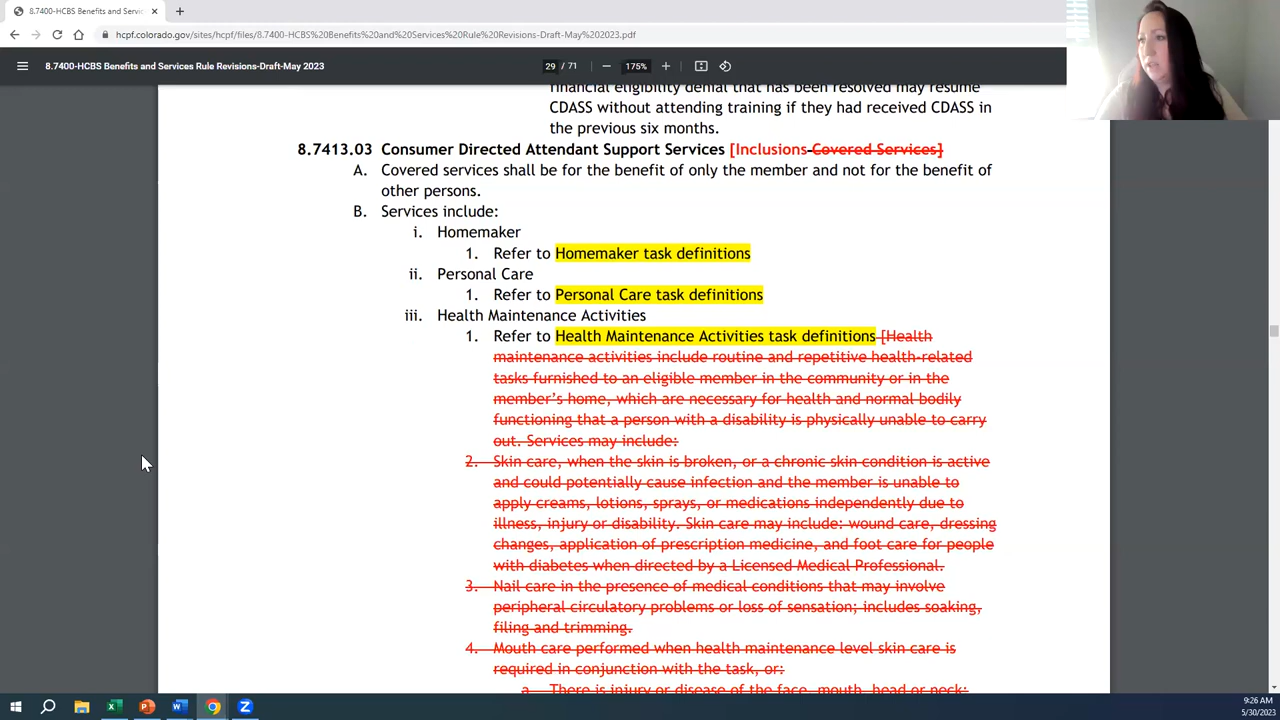 8.7400-HCBS Benefits and Servic
hcpf.colorado.gov/sites/hcpf/files/8.7400-HCBS%20Benefits%20and%20Services%20Rule%20Revisions-Draft-May%202023.pdf
8.7400-HCBS Benefits and Services Rule Revisions-Draft-May 2023
29 / 71
175%
financial eligibility denial that has been resolved may resume
CDASS without attending training if they had received CDASS in
the previous six months.
8.7413.03 Consumer Directed Attendant Support Services [Inclusions Covered Services]
A. Covered services shall be for the benefit of only the member and not for the benefit of
other persons.
B. Services include:
i. Homemaker
1. Refer to Homemaker task definitions
ii. Personal Care
1. Refer to Personal Care task definitions
iii. Health Maintenance Activities
1. Refer to Health Maintenance Activities task definitions [Health
maintenance activities include routine and repetitive health-related
tasks furnished to an eligible member in the community or in the
member's home, which are necessary for health and normal bodily
functioning that a person with a disability is physically unable to carry
out. Services may include:
2. Skin care, when the skin is broken, or a chronic skin condition is active
and could potentially cause infection and the member is unable to
apply creams, lotions, sprays, or medications independently due to
illness, injury or disability. Skin care may include: wound care, dressing
changes, application of prescription medicine, and foot care for people
with diabetes when directed by a Licensed Medical Professional.
3. Nail care in the presence of medical conditions that may involve
peripheral circulatory problems or loss of sensation; includes soaking,
filing and trimming.
4. Mouth care performed when health maintenance level skin care is
required in conjunction with the task, or:
a. There is injury or disease of the face, mouth, head or neck;
9:26 AM
5/30/2023